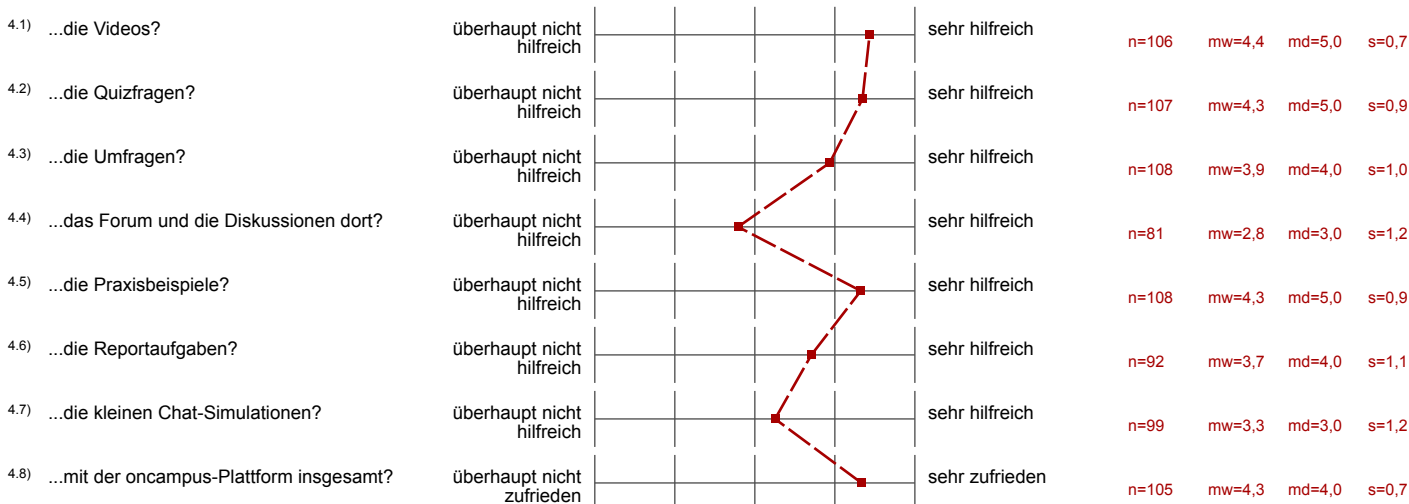 4.1) ...die Videos? überhaupt nicht hilfreich sehr hilfreich n=106 mw=4,4 md=5,0 s=0,7
4.2) ...die Quizfragen? überhaupt nicht hilfreich sehr hilfreich n=107 mw=4,3 md=5,0 s=0,9
4.3) ...die Umfragen? überhaupt nicht hilfreich sehr hilfreich n=108 mw=3,9 md=4,0 s=1,0
4.4) ...das Forum und die Diskussionen dort? überhaupt nicht hilfreich sehr hilfreich n=81 mw=2,8 md=3,0 s=1,2
4.5) ...die Praxisbeispiele? überhaupt nicht hilfreich sehr hilfreich n=108 mw=4,3 md=5,0 s=0,9
4.6) ...die Reportaufgaben? überhaupt nicht hilfreich sehr hilfreich n=92 mw=3,7 md=4,0 s=1,1
4.7) ...die kleinen Chat-Simulationen? überhaupt nicht hilfreich sehr hilfreich n=99 mw=3,3 md=3,0 s=1,2
4.8) ...mit der oncampus-Plattform insgesamt? überhaupt nicht zufrieden sehr zufrieden n=105 mw=4,3 md=4,0 s=0,7